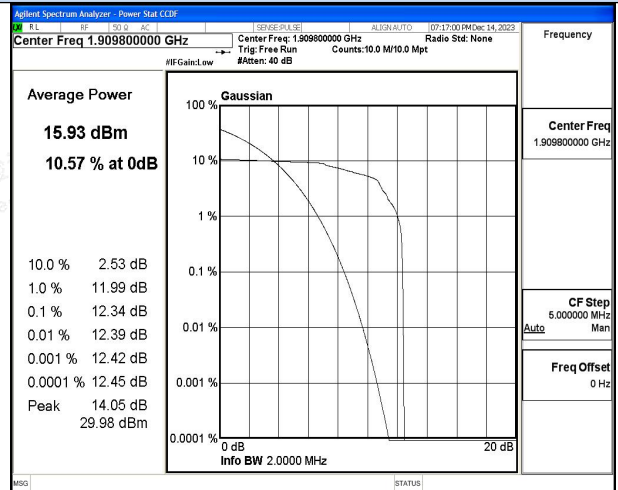 Agilent Spectrum Analyzer - Power Stat CCDF
RL RF 50 Ω AC SENSE:PULSE ALIGN AUTO 07:17:00 PM Dec 14, 2023
Center Freq 1.909800000 GHz
Center Freq: 1.909800000 GHz Radio Std: None
Trig: Free Run Counts:10.0 M/10.0 Mpt
#IFGain:Low #Atten: 40 dB
Frequency
Average Power
15.93 dBm
10.57 % at 0dB
10.0 % 2.53 dB
1.0 % 11.99 dB
0.1 % 12.34 dB
0.01 % 12.39 dB
0.001 % 12.42 dB
0.0001 % 12.45 dB
Peak 14.05 dB
29.98 dBm
Gaussian
100 %
10 %
1 %
0.1 %
0.01 %
0.001 %
0.0001 %
0 dB 20 dB
Info BW 2.0000 MHz
Center Freq
1.909800000 GHz
CF Step
5.000000 MHz
Auto Man
Freq Offset
0 Hz
MSG STATUS